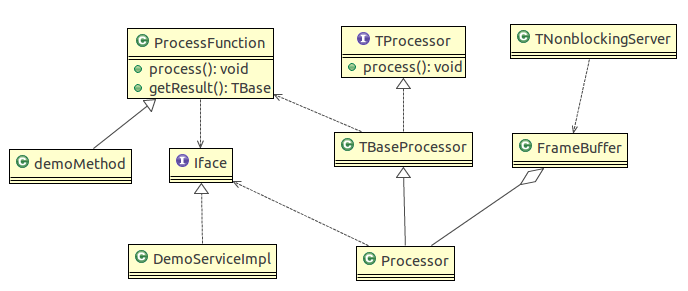 ProcessFunction
process(): void
getResult(): TBase
TProcessor
process(): void
TNonblockingServer
demoMethod
Iface
TBaseProcessor
FrameBuffer
DemoServiceImpl
Processor